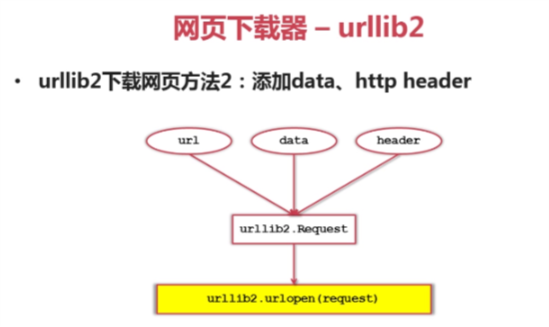 网页下载器 – urllib2
• urllib2下载网页方法2：添加data、http header
url data header
urllib2.Request
urllib2.urlopen(request)